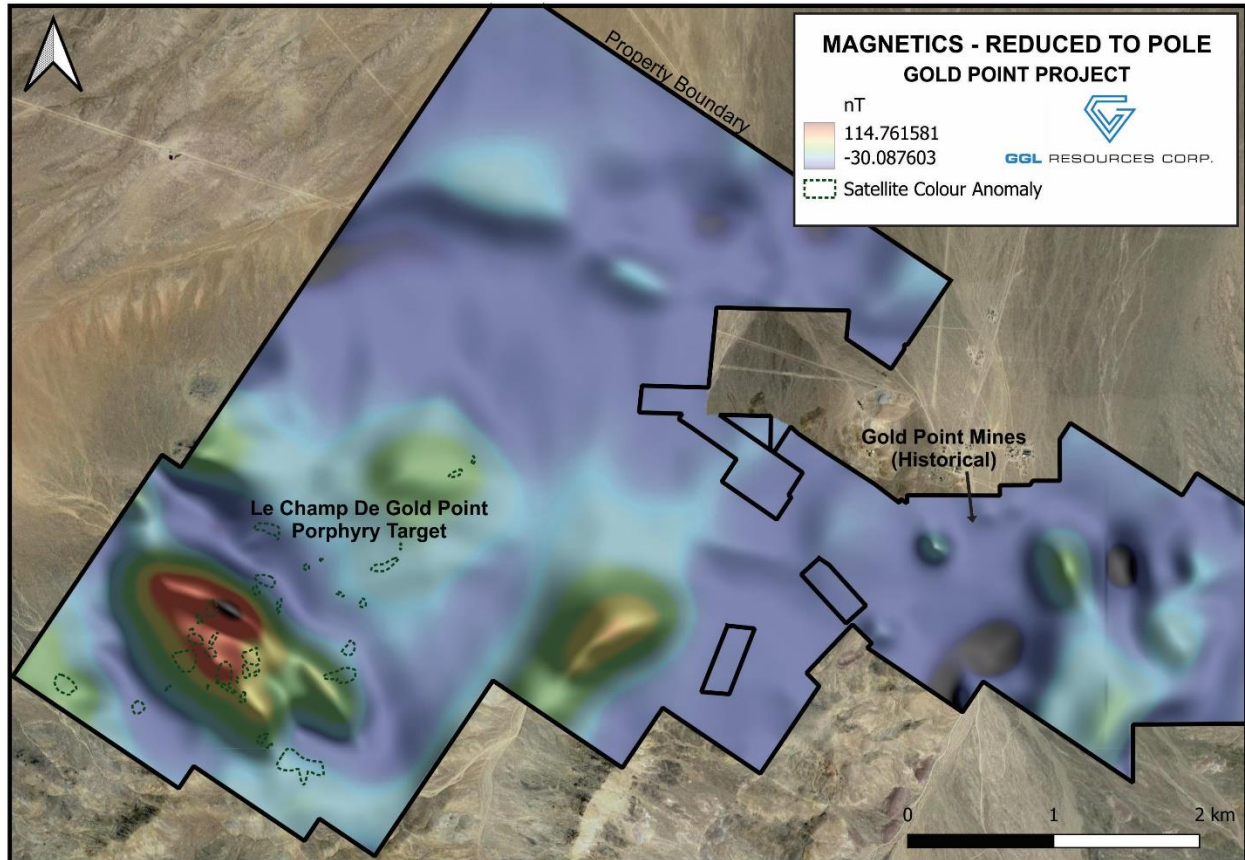 MAGNETICS - REDUCED TO POLE
GOLD POINT PROJECT
nT
114.761581
-30.087603
GGL RESOURCES CORP.
Satellite Colour Anomaly
Property Boundary
Gold Point Mines
(Historical)
Le Champ De Gold Point
Porphyry Target
0 1 2 km